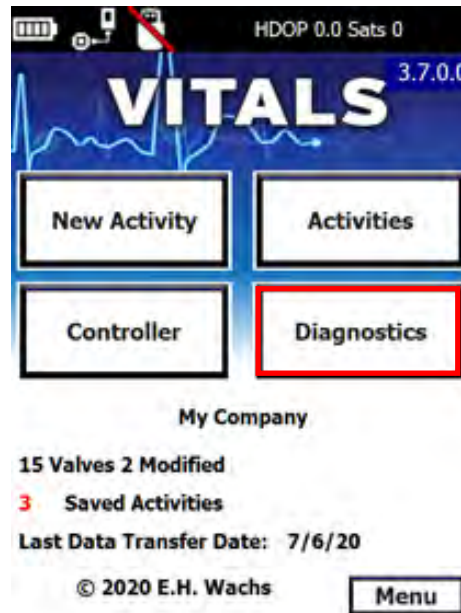 HDOP 0.0 Sats 0
VITALS
3.7.0.0
New Activity
Activities
Controller
Diagnostics
My Company
15 Valves 2 Modified
3 Saved Activities
Last Data Transfer Date: 7/6/20
© 2020 E.H. Wachs
Menu